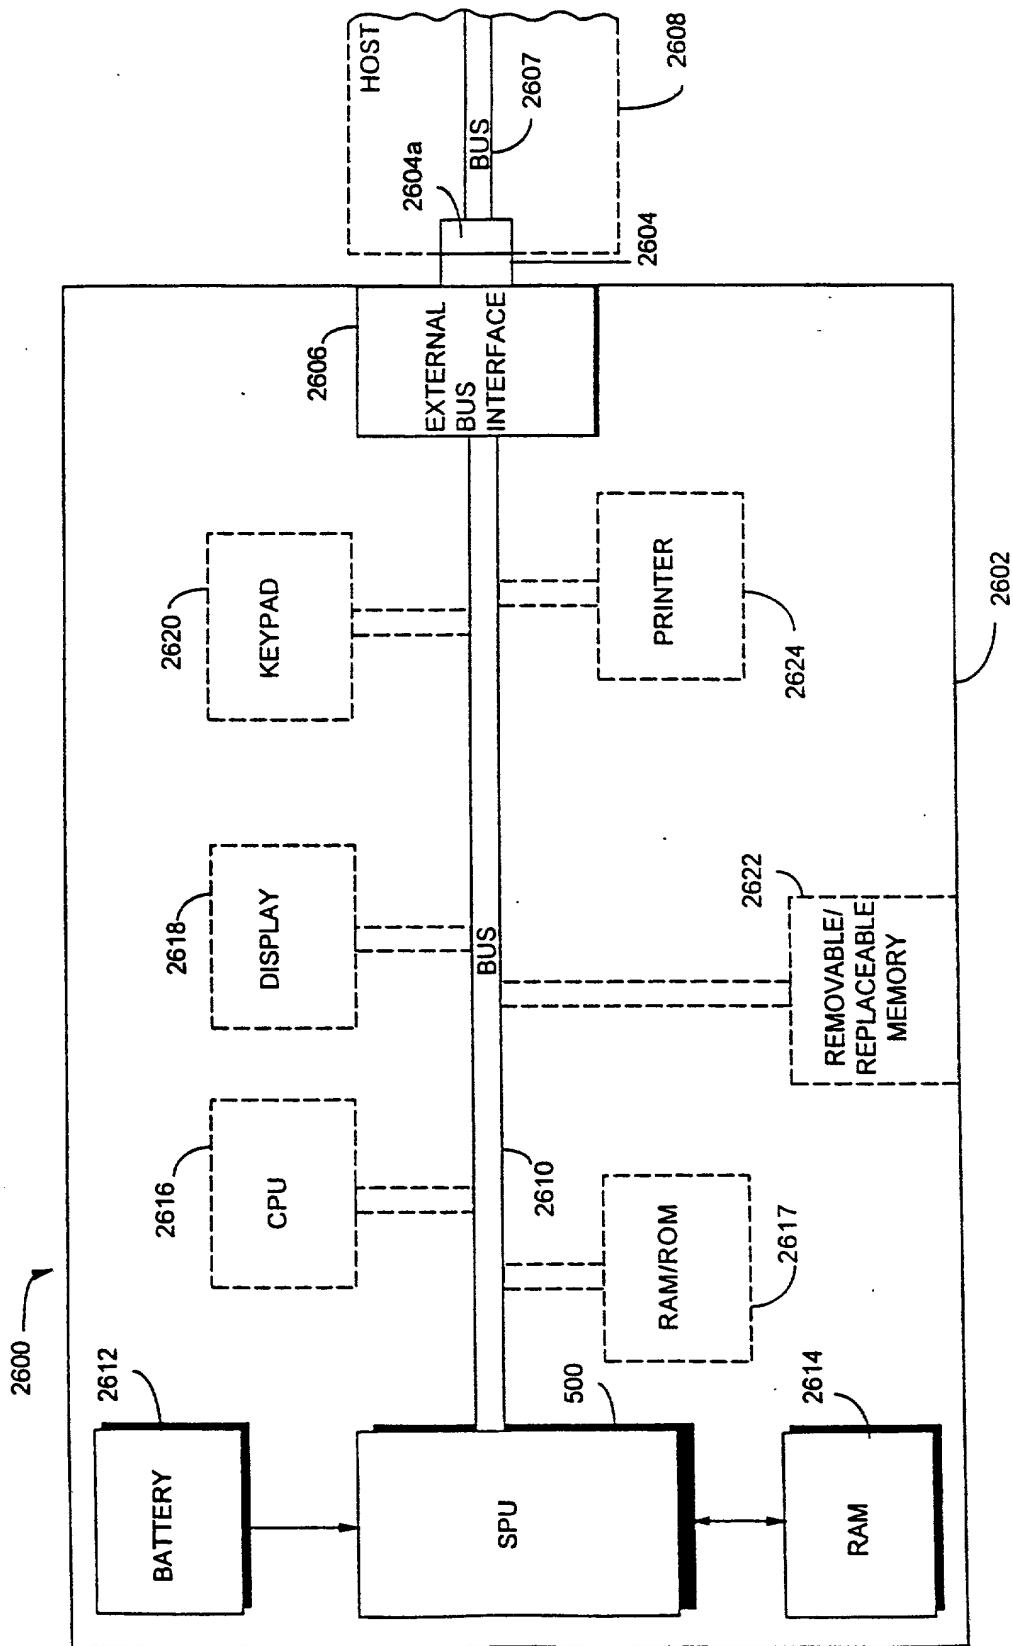 2600
BATTERY
2612
SPU
500
RAM
2614
CPU
2616
DISPLAY
2618
KEYPAD
2620
BUS
2610
RAM/ROM
2617
REMOVABLE/
REPLACEABLE
MEMORY
2622
PRINTER
2624
2602
EXTERNAL
BUS
INTERFACE
2606
2604
2604a
HOST
BUS
2607
2608